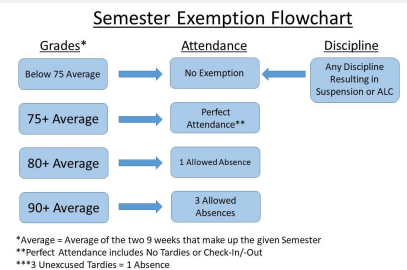 Semester Exemption Flowchart
Grades*
Attendance
Discipline
Below 75 Average
No Exemption
Any Discipline
Resulting in
Suspension or ALC
75+ Average
Perfect
Attendance**
80+ Average
1 Allowed Absence
90+ Average
3 Allowed
Absences
*Average = Average of the two 9 weeks that make up the given Semester
**Perfect Attendance includes No Tardies or Check-In/-Out
***3 Unexcused Tardies = 1 Absence